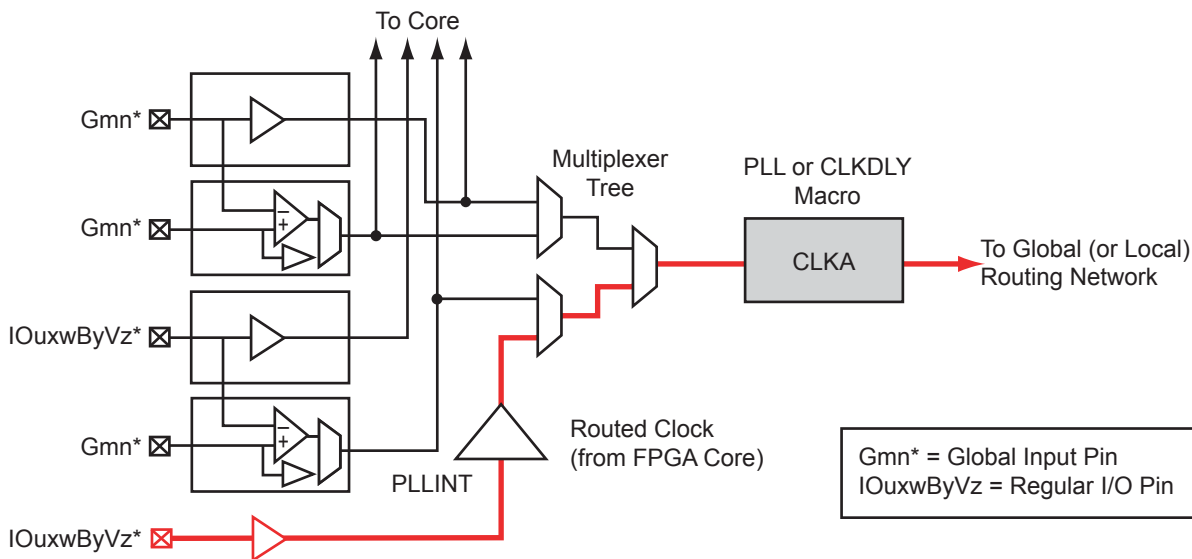 To Core
Gmn*
Gmn*
IOuxwByVz*
Gmn*
IOuxwByVz*
−
+
−
+
Multiplexer
Tree
PLL or CLKDLY
Macro
CLKA
To Global (or Local)
Routing Network
PLLINT
Routed Clock
(from FPGA Core)
Gmn* = Global Input Pin
IOuxwByVz = Regular I/O Pin